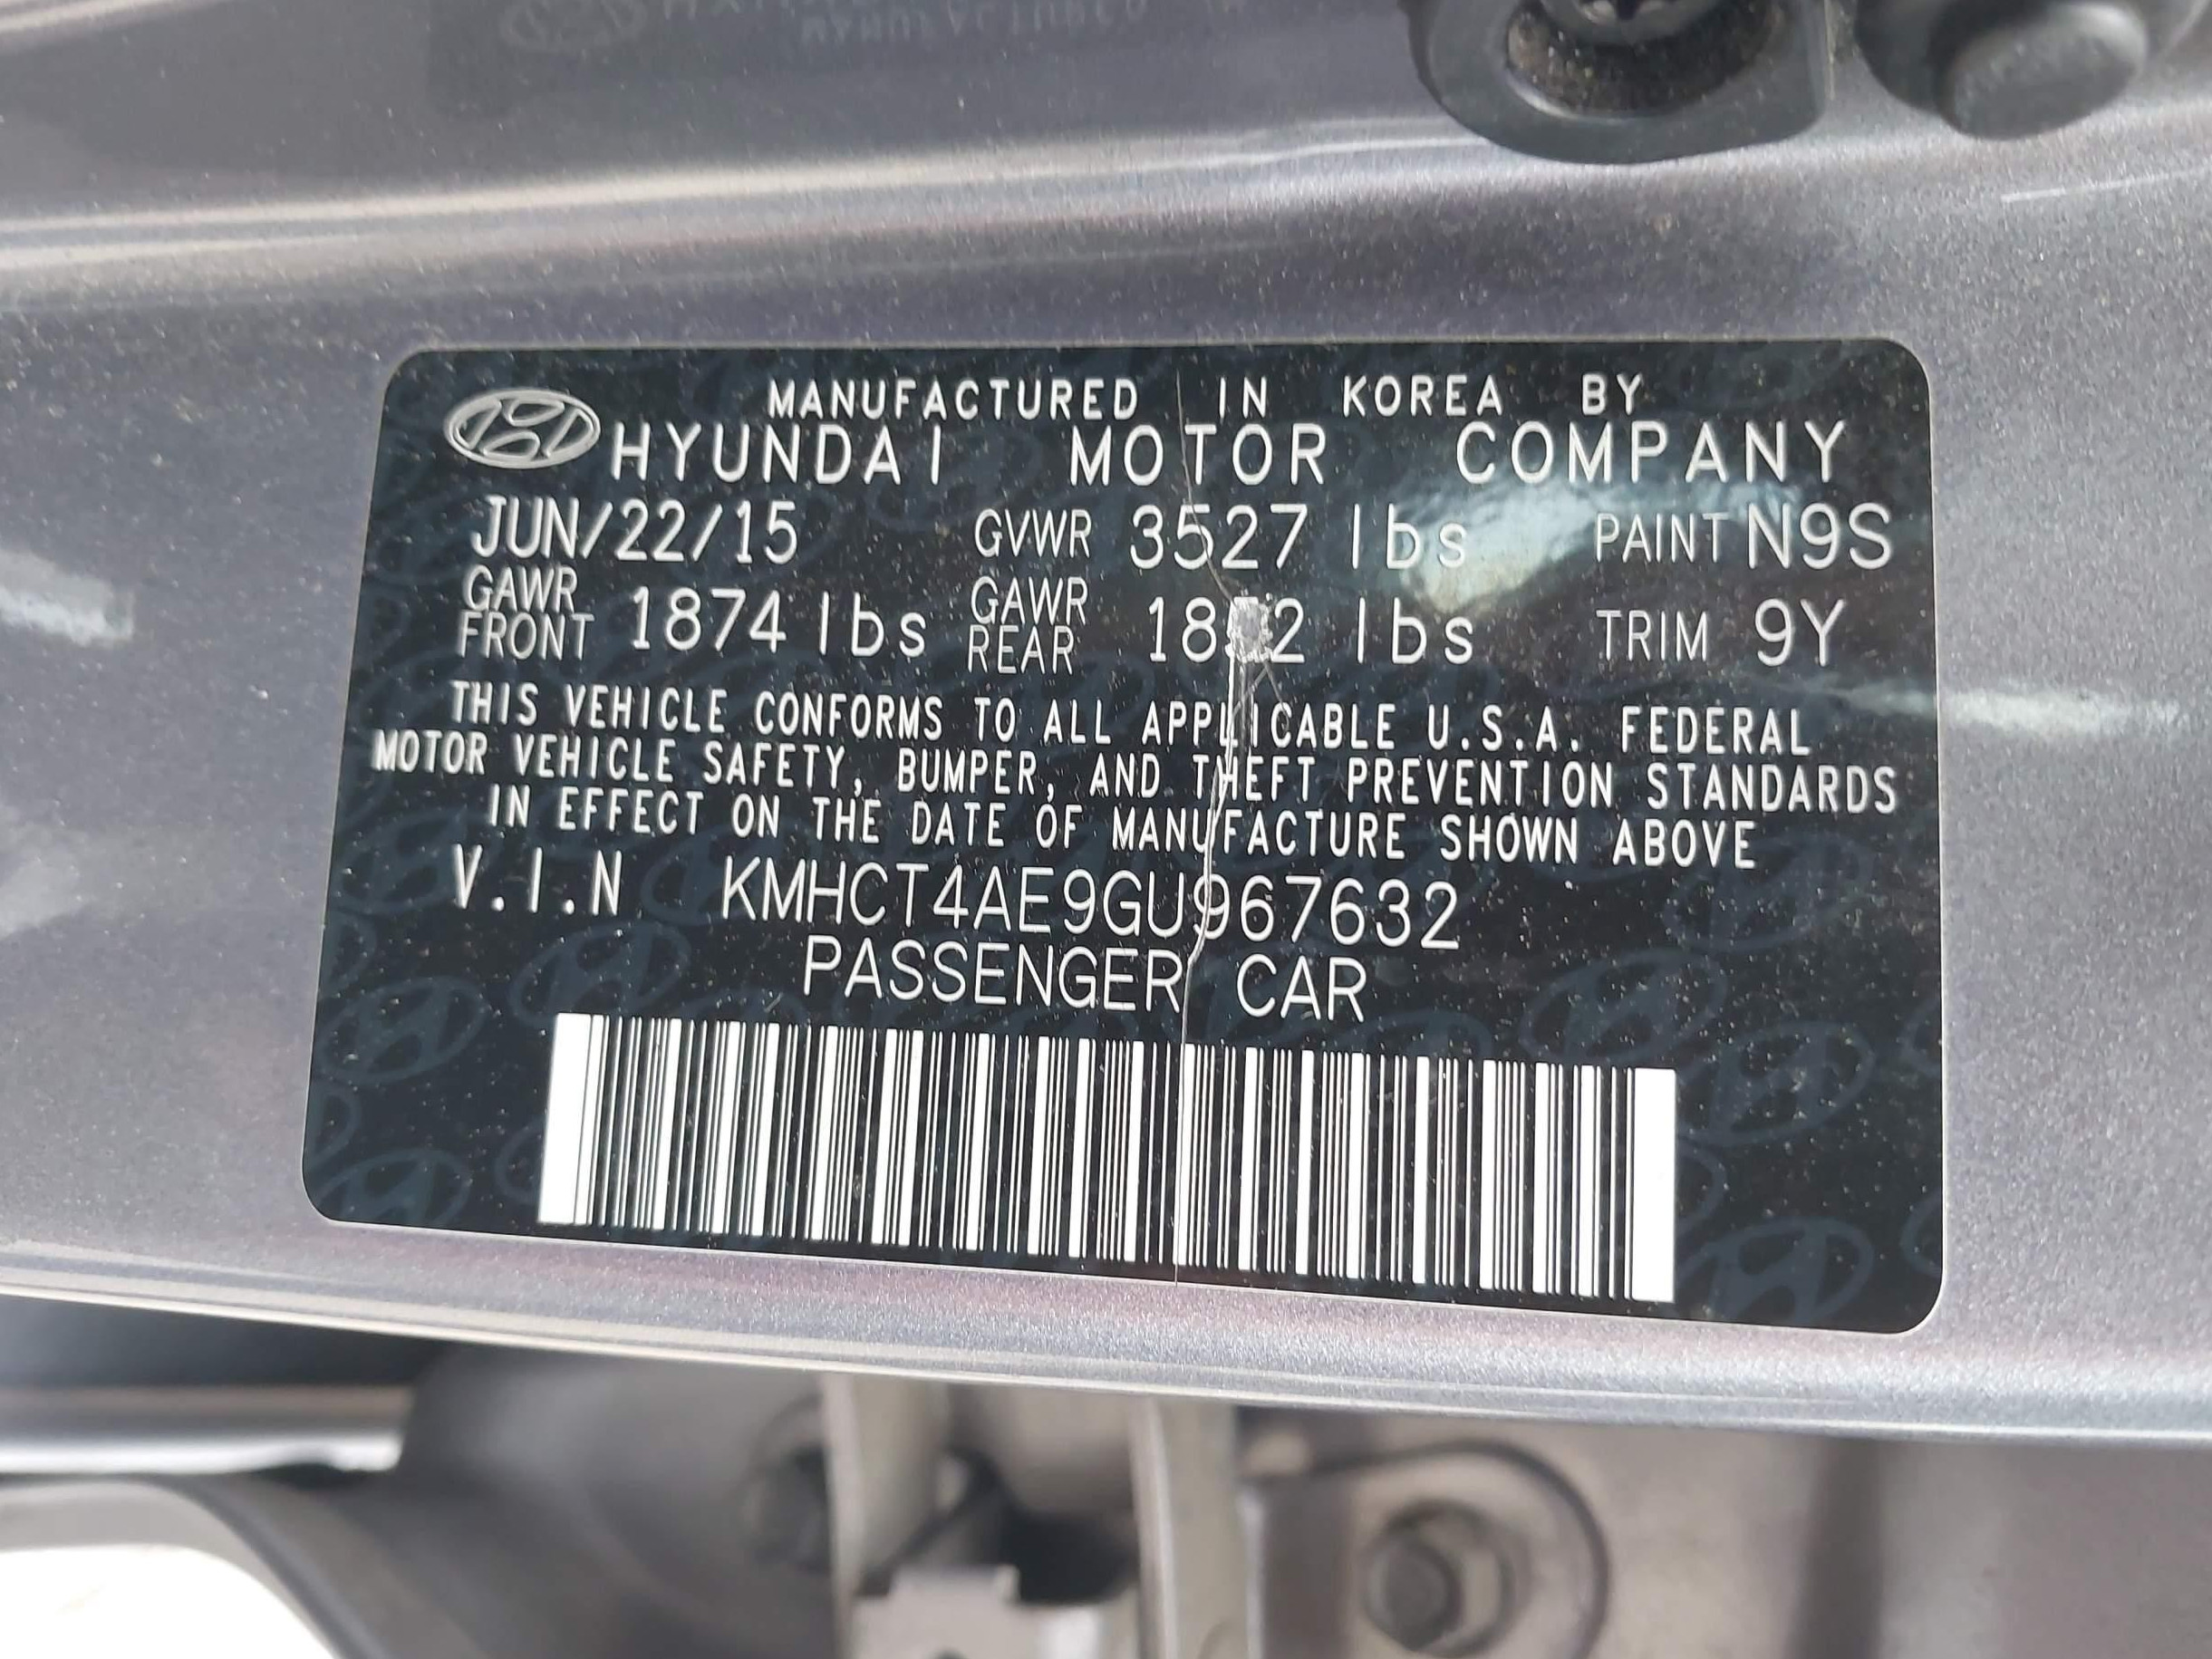 MANUFACTURED IN KOREA BY
HYUNDAI MOTOR COMPANY
JUN/22/15 GVWR 3527 lbs PAINT N9S
GAWR FRONT 1874 lbs GAWR REAR lbs TRIM 9Y
THIS VEHICLE CONFORMS TO ALL APPLICABLE U.S.A. FEDERAL
MOTOR VEHICLE SAFETY, BUMPER, AND THEFT PREVENTION STANDARDS
IN EFFECT ON THE DATE OF MANUFACTURE SHOWN ABOVE
V.I.N KMHCT4AE9GU967632
PASSENGER CAR